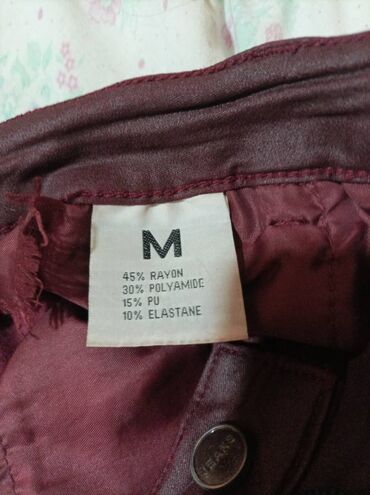 M
45% RAYON
30% POLYAMIDE
15% PU
10% ELASTANE